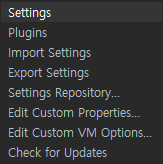 Settings
Plugins
Import Settings
Export Settings
Settings Repository...
Edit Custom Properties...
Edit Custom VM Options...
Check for Updates